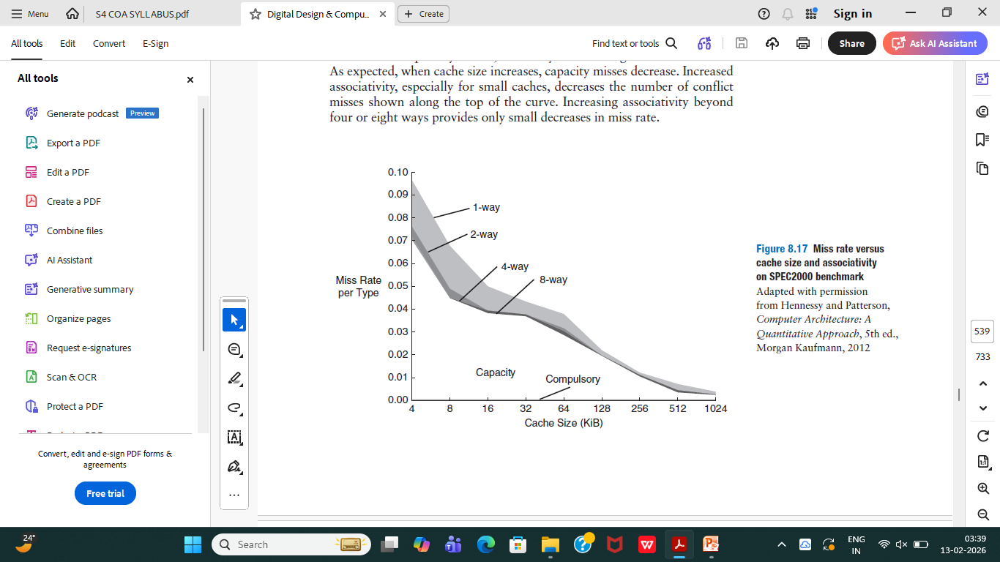 Menu
S4 COA SYLLABUS.pdf
Digital Design & Compu...
Create
Sign in
All tools
Edit
Convert
E-Sign
Find text or tools
Share
Ask AI Assistant
All tools
Generate podcast
Preview
Export a PDF
Edit a PDF
Create a PDF
Combine files
AI Assistant
Generative summary
Organize pages
Request e-signatures
Scan & OCR
Protect a PDF
Convert, edit and e-sign PDF forms &
agreements
Free trial
As expected, when cache size increases, capacity misses decrease. Increased
associativity, especially for small caches, decreases the number of conflict
misses shown along the top of the curve. Increasing associativity beyond
four or eight ways provides only small decreases in miss rate.
0.10
0.09
0.08
0.07
0.06
0.05
0.04
0.03
0.02
0.01
0.00
Miss Rate
per Type
1-way
2-way
4-way
8-way
Capacity
Compulsory
4 8 16 32 64 128 256 512 1024
Cache Size (KiB)
Figure 8.17 Miss rate versus
cache size and associativity
on SPEC2000 benchmark
Adapted with permission
from Hennessy and Patterson,
Computer Architecture: A
Quantitative Approach, 5th ed.,
Morgan Kaufmann, 2012
539
733
1:1
24°
Search
ENG
IN
03:39
13-02-2026